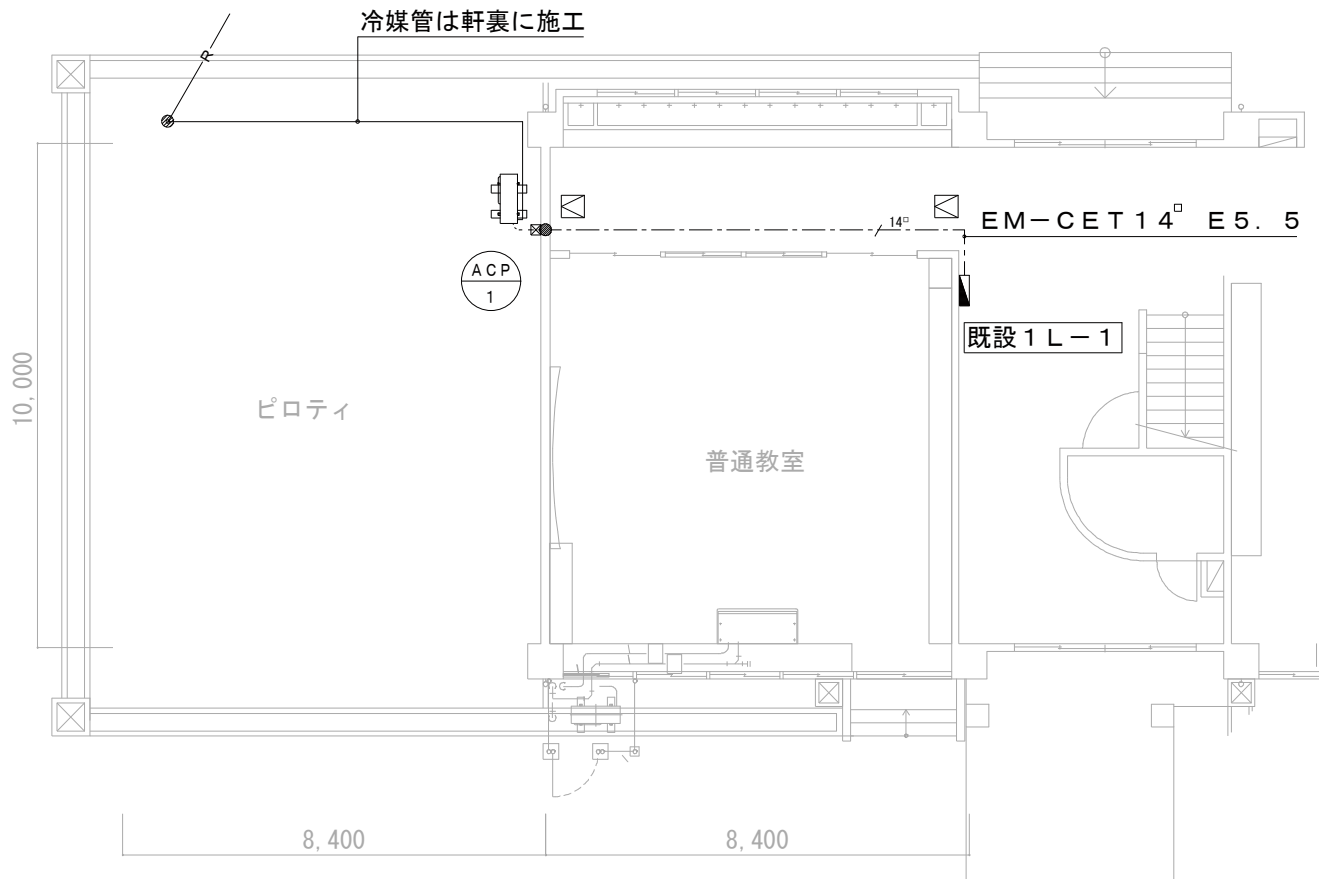 冷媒管は軒裏に施工
R
14□
EM－CET14□ E5.5
ACP
1
既設1L－1
10,000
ピロティ
普通教室
8,400
8,400